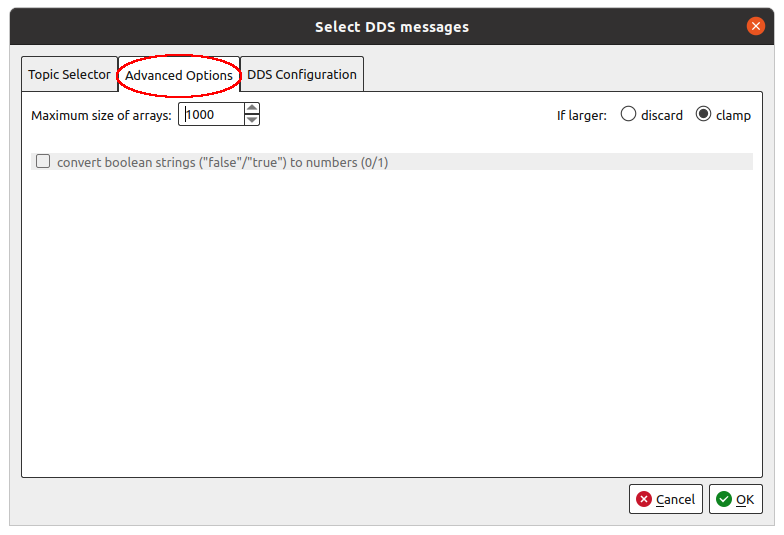 Select DDS messages
Topic Selector Advanced Options DDS Configuration
Maximum size of arrays: 1000 If larger: discard clamp
convert boolean strings ("false"/"true") to numbers (0/1)
Cancel OK